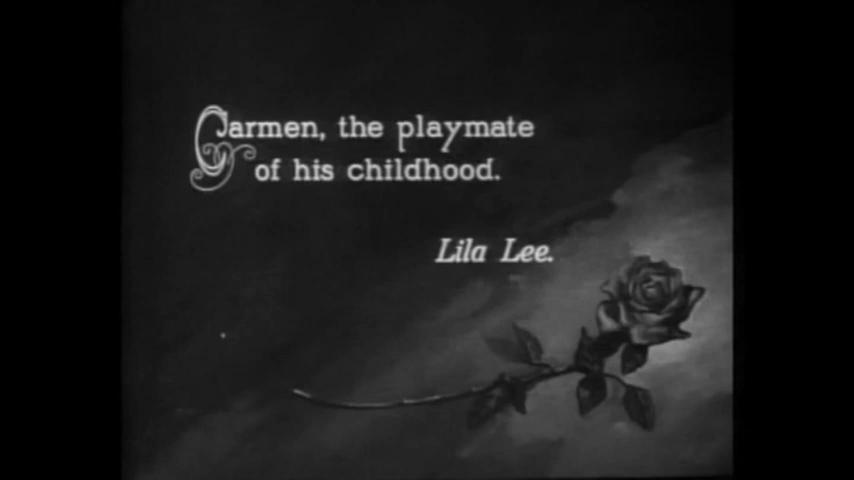 Carmen, the playmate
of his childhood.
Lila Lee.